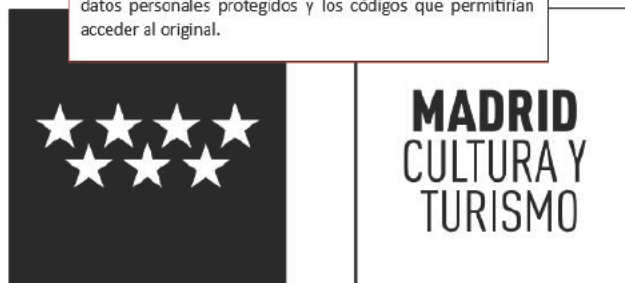 datos personales protegidos y los códigos que permitirían
acceder al original.
MADRID
CULTURA Y
TURISMO